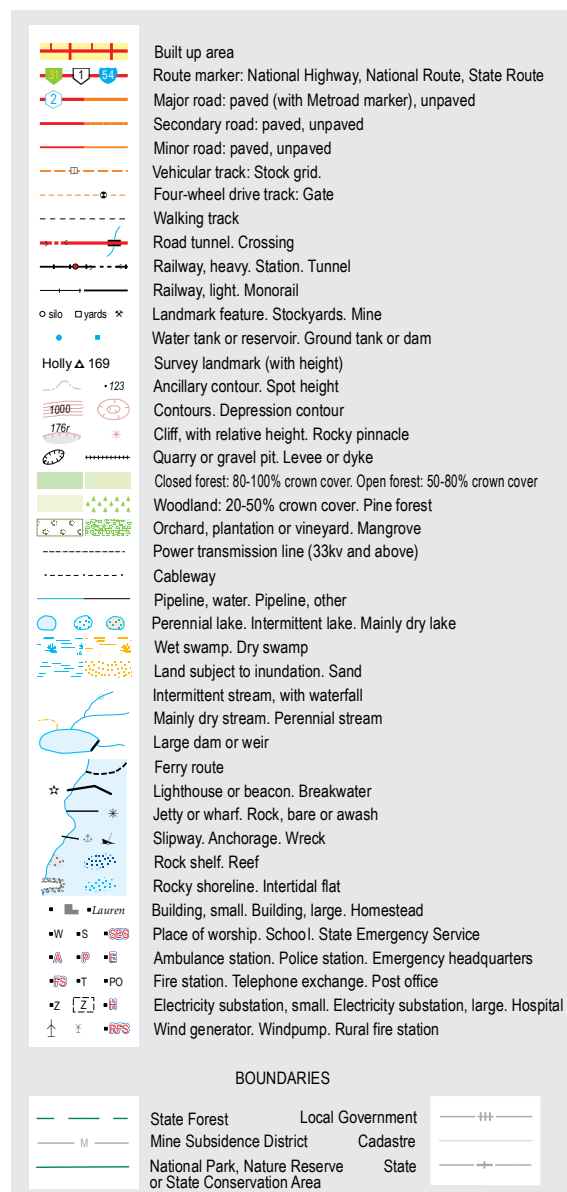 Built up area
31 1 54 Route marker: National Highway, National Route, State Route
2 Major road: paved (with Metroad marker), unpaved
Secondary road: paved, unpaved
Minor road: paved, unpaved
Vehicular track: Stock grid.
Four-wheel drive track: Gate
Walking track
Road tunnel. Crossing
Railway, heavy. Station. Tunnel
Railway, light. Monorail
silo yards Landmark feature. Stockyards. Mine
Water tank or reservoir. Ground tank or dam
Holly 169 Survey landmark (with height)
123 Ancillary contour. Spot height
1000 Contours. Depression contour
176r Cliff, with relative height. Rocky pinnacle
Quarry or gravel pit. Levee or dyke
Closed forest: 80-100% crown cover. Open forest: 50-80% crown cover
Woodland: 20-50% crown cover. Pine forest
Orchard, plantation or vineyard. Mangrove
Power transmission line (33kv and above)
Cableway
Pipeline, water. Pipeline, other
Perennial lake. Intermittent lake. Mainly dry lake
Wet swamp. Dry swamp
Land subject to inundation. Sand
Intermittent stream, with waterfall
Mainly dry stream. Perennial stream
Large dam or weir
Ferry route
Lighthouse or beacon. Breakwater
Jetty or wharf. Rock, bare or awash
Slipway. Anchorage. Wreck
Rock shelf. Reef
Rocky shoreline. Intertidal flat
Lauren Building, small. Building, large. Homestead
W S SES Place of worship. School. State Emergency Service
A P E Ambulance station. Police station. Emergency headquarters
FS T PO Fire station. Telephone exchange. Post office
Z Z H Electricity substation, small. Electricity substation, large. Hospital
RFS Wind generator. Windpump. Rural fire station
BOUNDARIES
State Forest Local Government
M Mine Subsidence District Cadastre
National Park, Nature Reserve State
or State Conservation Area